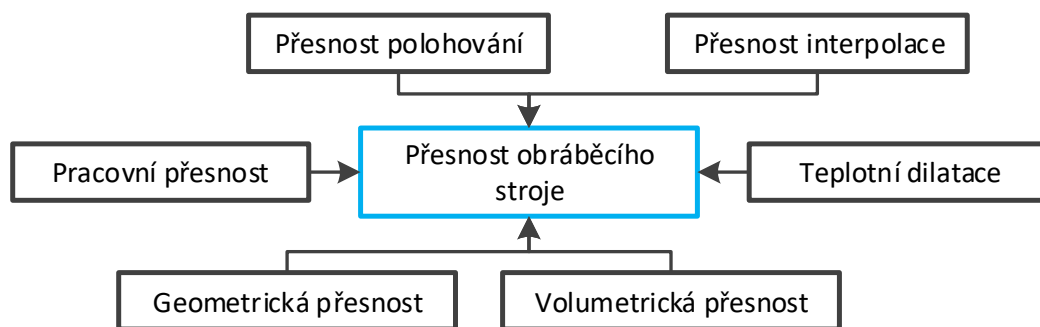 Přesnost polohování
Přesnost interpolace
Pracovní přesnost
Přesnost obráběcího
stroje
Teplotní dilatace
Geometrická přesnost
Volumetrická přesnost